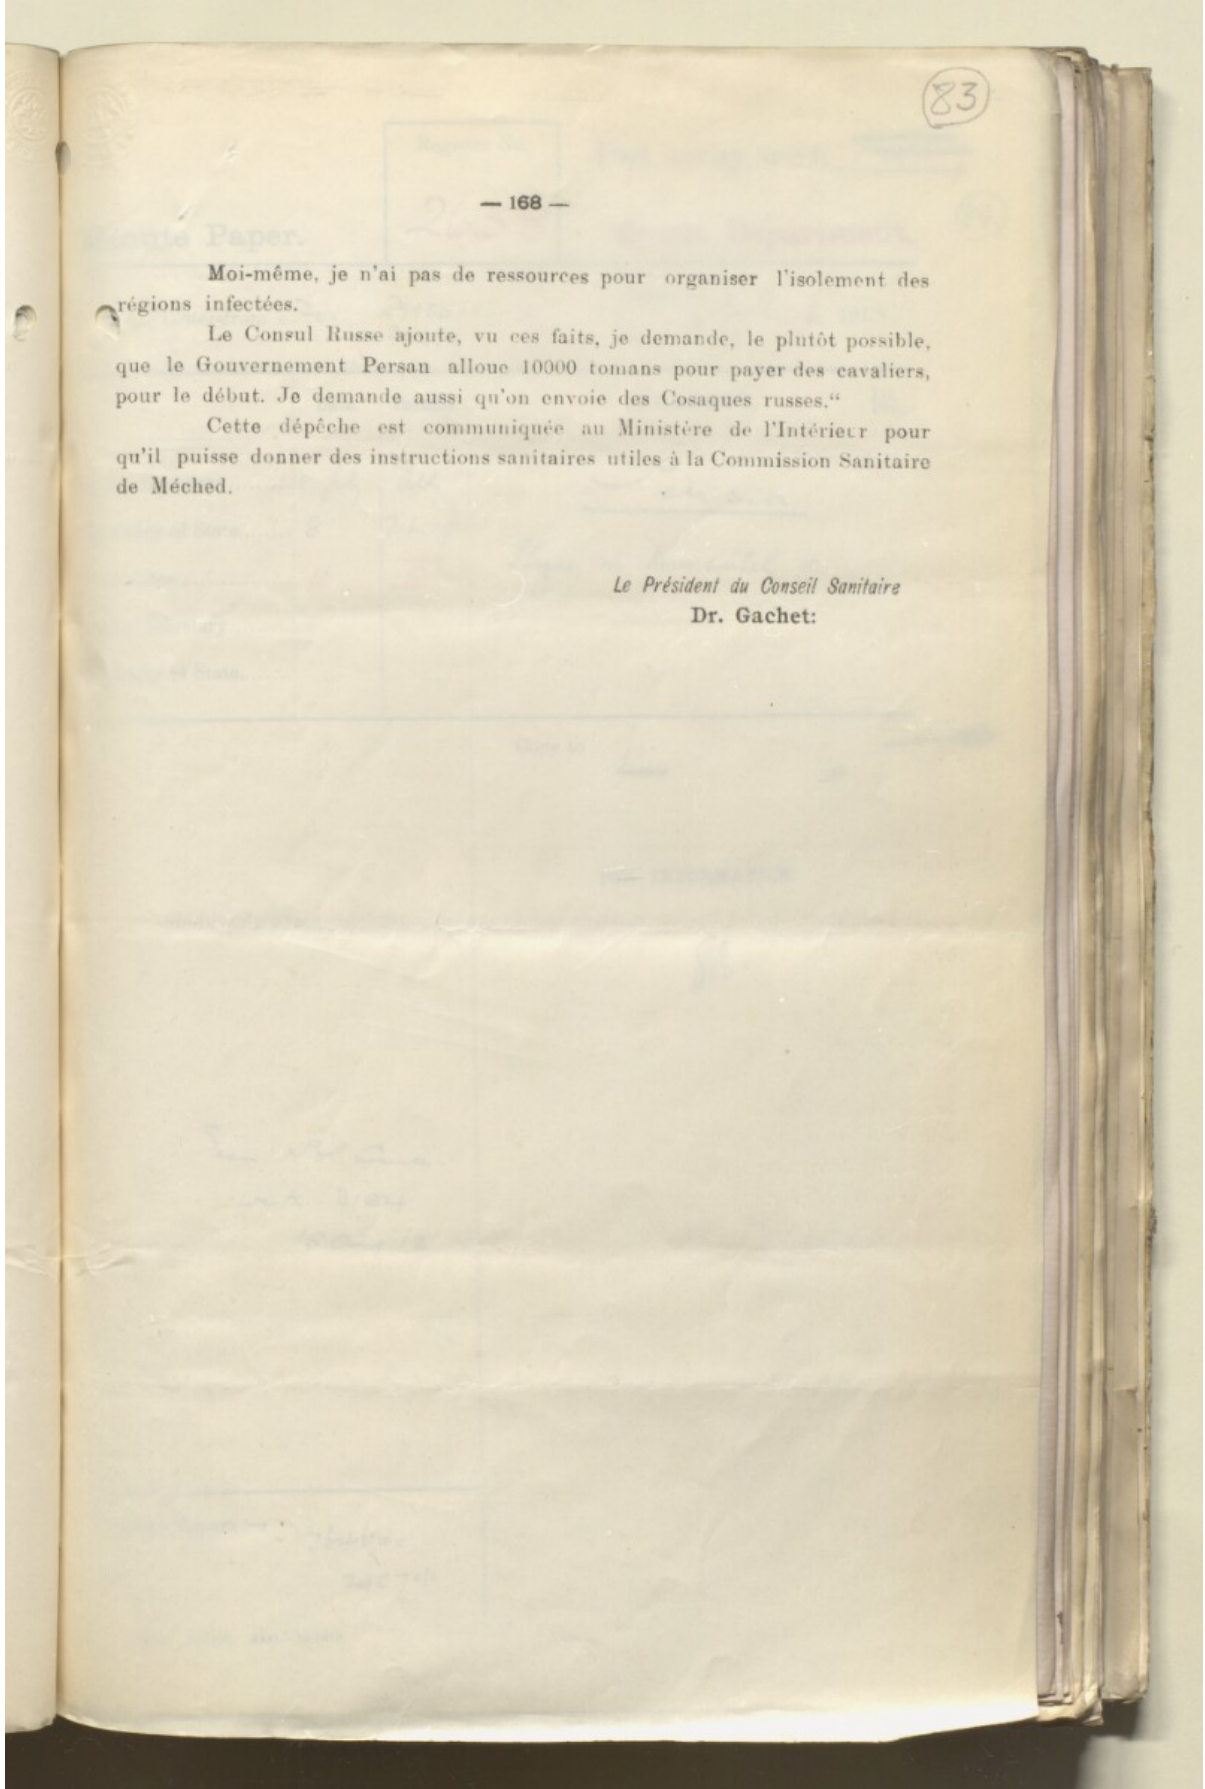 83
— 168 —
Moi-même, je n'ai pas de ressources pour organiser l'isolement des
régions infectées.
Le Consul Russe ajoute, vu ces faits, je demande, le plutôt possible,
que le Gouvernement Persan alloue 10000 tomans pour payer des cavaliers,
pour le début. Je demande aussi qu'on envoie des Cosaques russes.“
Cette dépêche est communiquée au Ministère de l'Intérieur pour
qu'il puisse donner des instructions sanitaires utiles à la Commission Sanitaire
de Méched.
Le Président du Conseil Sanitaire
Dr. Gachet: